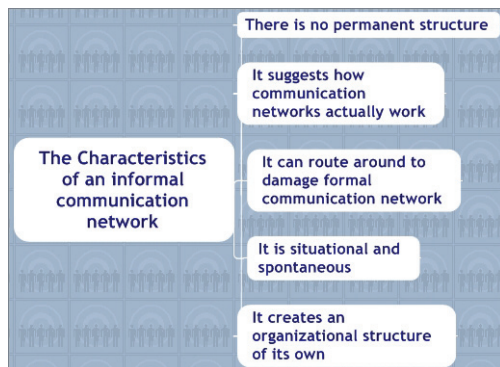 There is no permanent structure
It suggests how
communication
networks actually work
The Characteristics
of an informal
communication
network
It can route around to
damage formal
communication network
It is situational and
spontaneous
It creates an
organizational structure
of its own